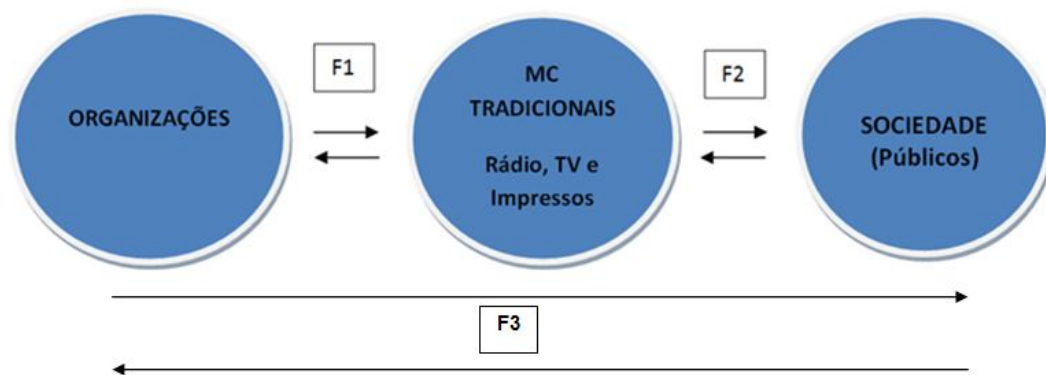 F1
F2
ORGANIZAÇÕES
MC
TRADICIONAIS
Rádio, TV e
Impressos
SOCIEDADE
(Públicos)
F3